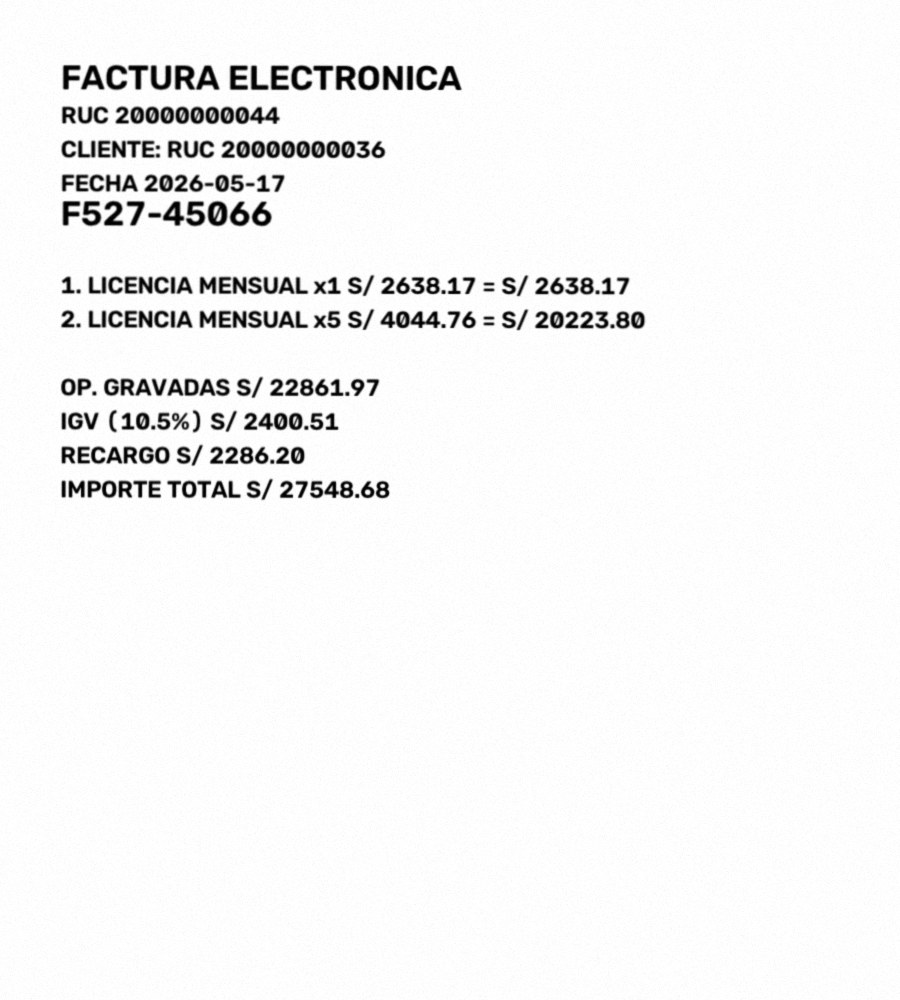 FACTURA ELECTRONICA
RUC 20000000044
CLIENTE: RUC 20000000036
FECHA 2026-05-17
F527-45066
1. LICENCIA MENSUAL x1 S/ 2638.17 = S/ 2638.17
2. LICENCIA MENSUAL x5 S/ 4044.76 = S/ 20223.80
OP. GRAVADAS S/ 22861.97
IGV (10.5%) S/ 2400.51
RECARGO S/ 2286.20
IMPORTE TOTAL S/ 27548.68